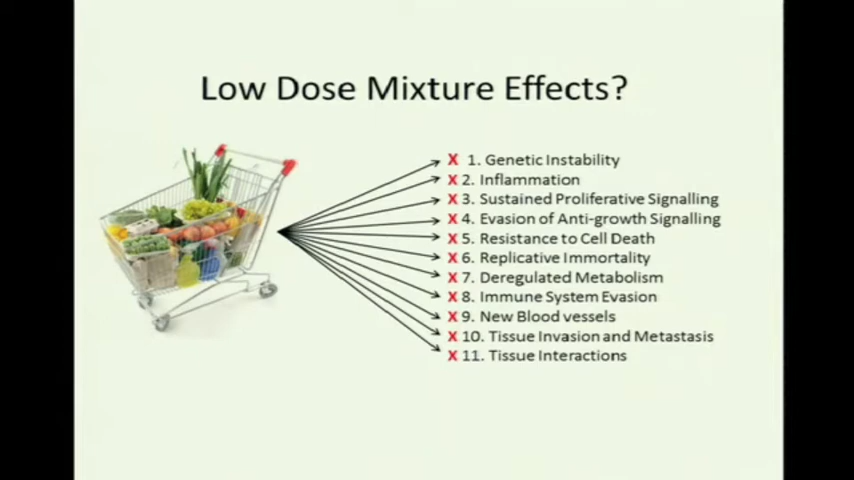 Low Dose Mixture Effects?
X 1. Genetic Instability
X 2. Inflammation
X 3. Sustained Proliferative Signalling
X 4. Evasion of Anti-growth Signalling
X 5. Resistance to Cell Death
X 6. Replicative Immortality
X 7. Deregulated Metabolism
X 8. Immune System Evasion
X 9. New Blood vessels
X 10. Tissue Invasion and Metastasis
X 11. Tissue Interactions